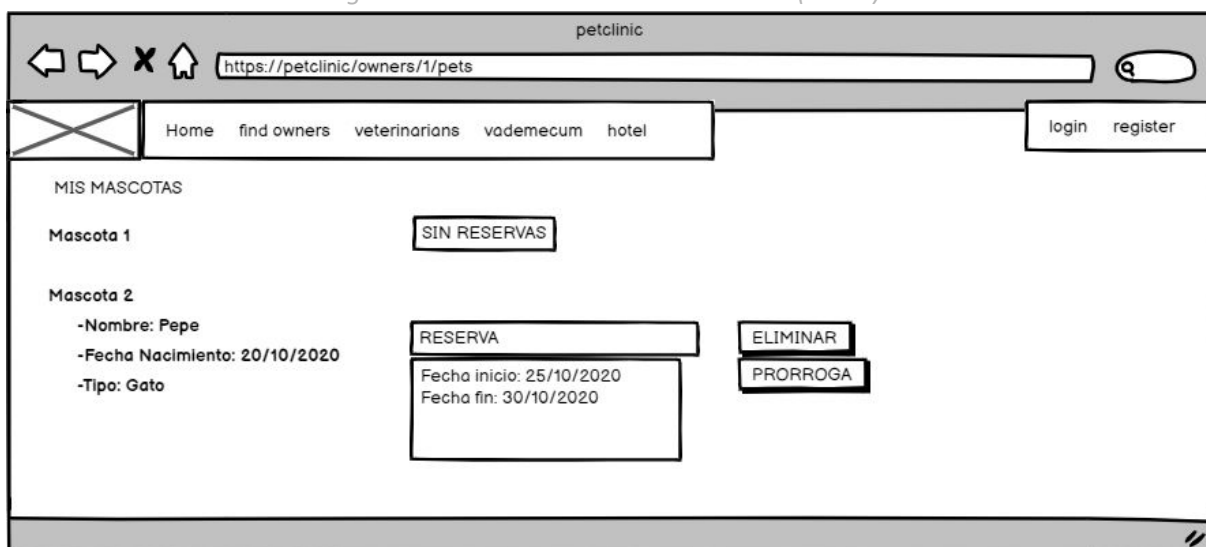 petclinic
https://petclinic/owners/1/pets
Home find owners veterinarians vademecum hotel login register
MIS MASCOTAS
Mascota 1 SIN RESERVAS
Mascota 2
-Nombre: Pepe
RESERVA ELIMINAR
-Fecha Nacimiento: 20/10/2020
Fecha inicio: 25/10/2020 PRORROGA
-Tipo: Gato
Fecha fin: 30/10/2020